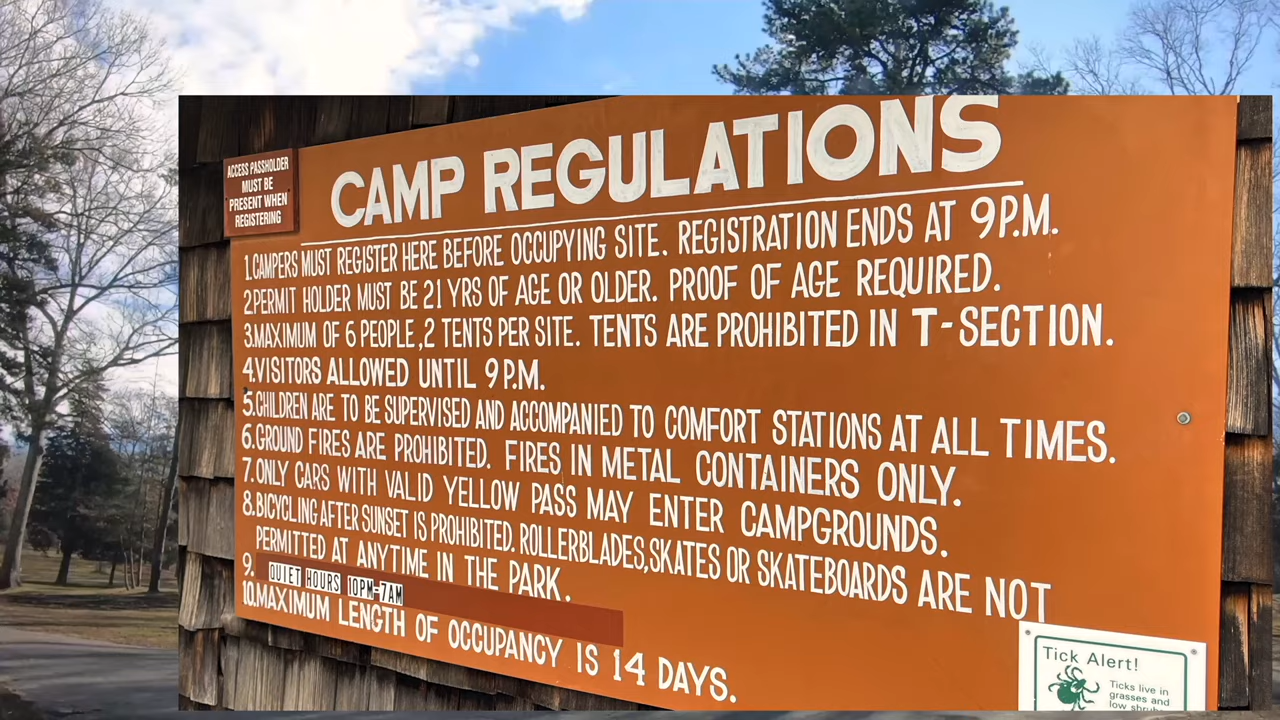 ACCESS PASSHOLDER
MUST BE
PRESENT WHEN
REGISTERING
CAMP REGULATIONS
1.CAMPERS MUST REGISTER HERE BEFORE OCCUPYING SITE. REGISTRATION ENDS AT 9P.M.
2.PERMIT HOLDER MUST BE 21 YRS OF AGE OR OLDER. PROOF OF AGE REQUIRED.
3.MAXIMUM OF 6 PEOPLE,2 TENTS PER SITE. TENTS ARE PROHIBITED IN T-SECTION.
4.VISITORS ALLOWED UNTIL 9P.M.
5.CHILDREN ARE TO BE SUPERVISED AND ACCOMPANIED TO COMFORT STATIONS AT ALL TIMES.
6.GROUND FIRES ARE PROHIBITED. FIRES IN METAL CONTAINERS ONLY.
7.ONLY CARS WITH VALID YELLOW PASS MAY ENTER CAMPGROUNDS.
8.BICYCLING AFTER SUNSET IS PROHIBITED. ROLLERBLADES,SKATES OR SKATEBOARDS ARE NOT
PERMITTED AT ANYTIME IN THE PARK.
9. QUIET HOURS 10PM-7AM
10.MAXIMUM LENGTH OF OCCUPANCY IS 14 DAYS.
Tick Alert!
Ticks live in
grasses and
low